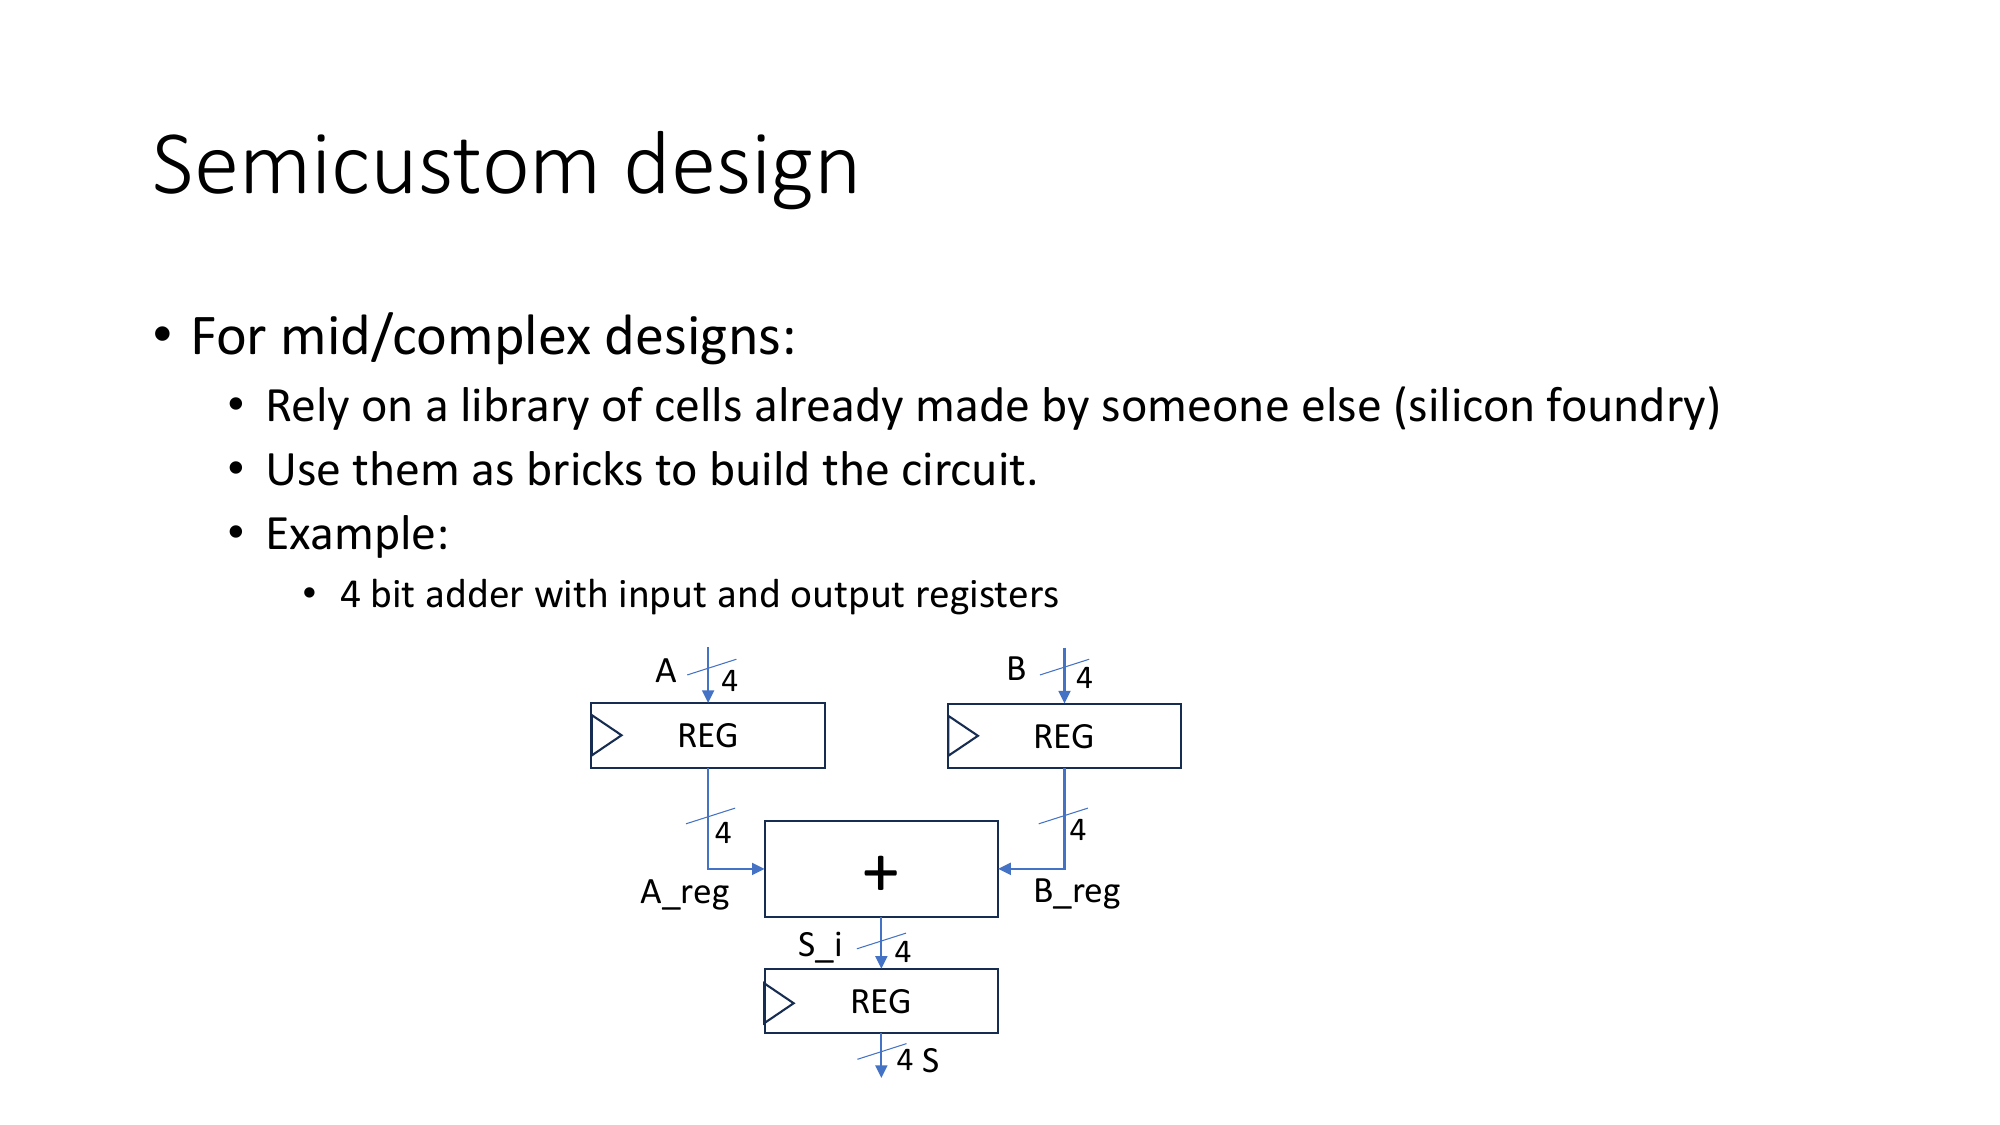 Semicustom design
• For mid/complex designs:
• Rely on a library of cells already made by someone else (silicon foundry)
• Use them as bricks to build the circuit.
• Example:
• 4 bit adder with input and output registers
A 4
B 4
REG
REG
4
4
+
A_reg
B_reg
S_i 4
REG
4 S